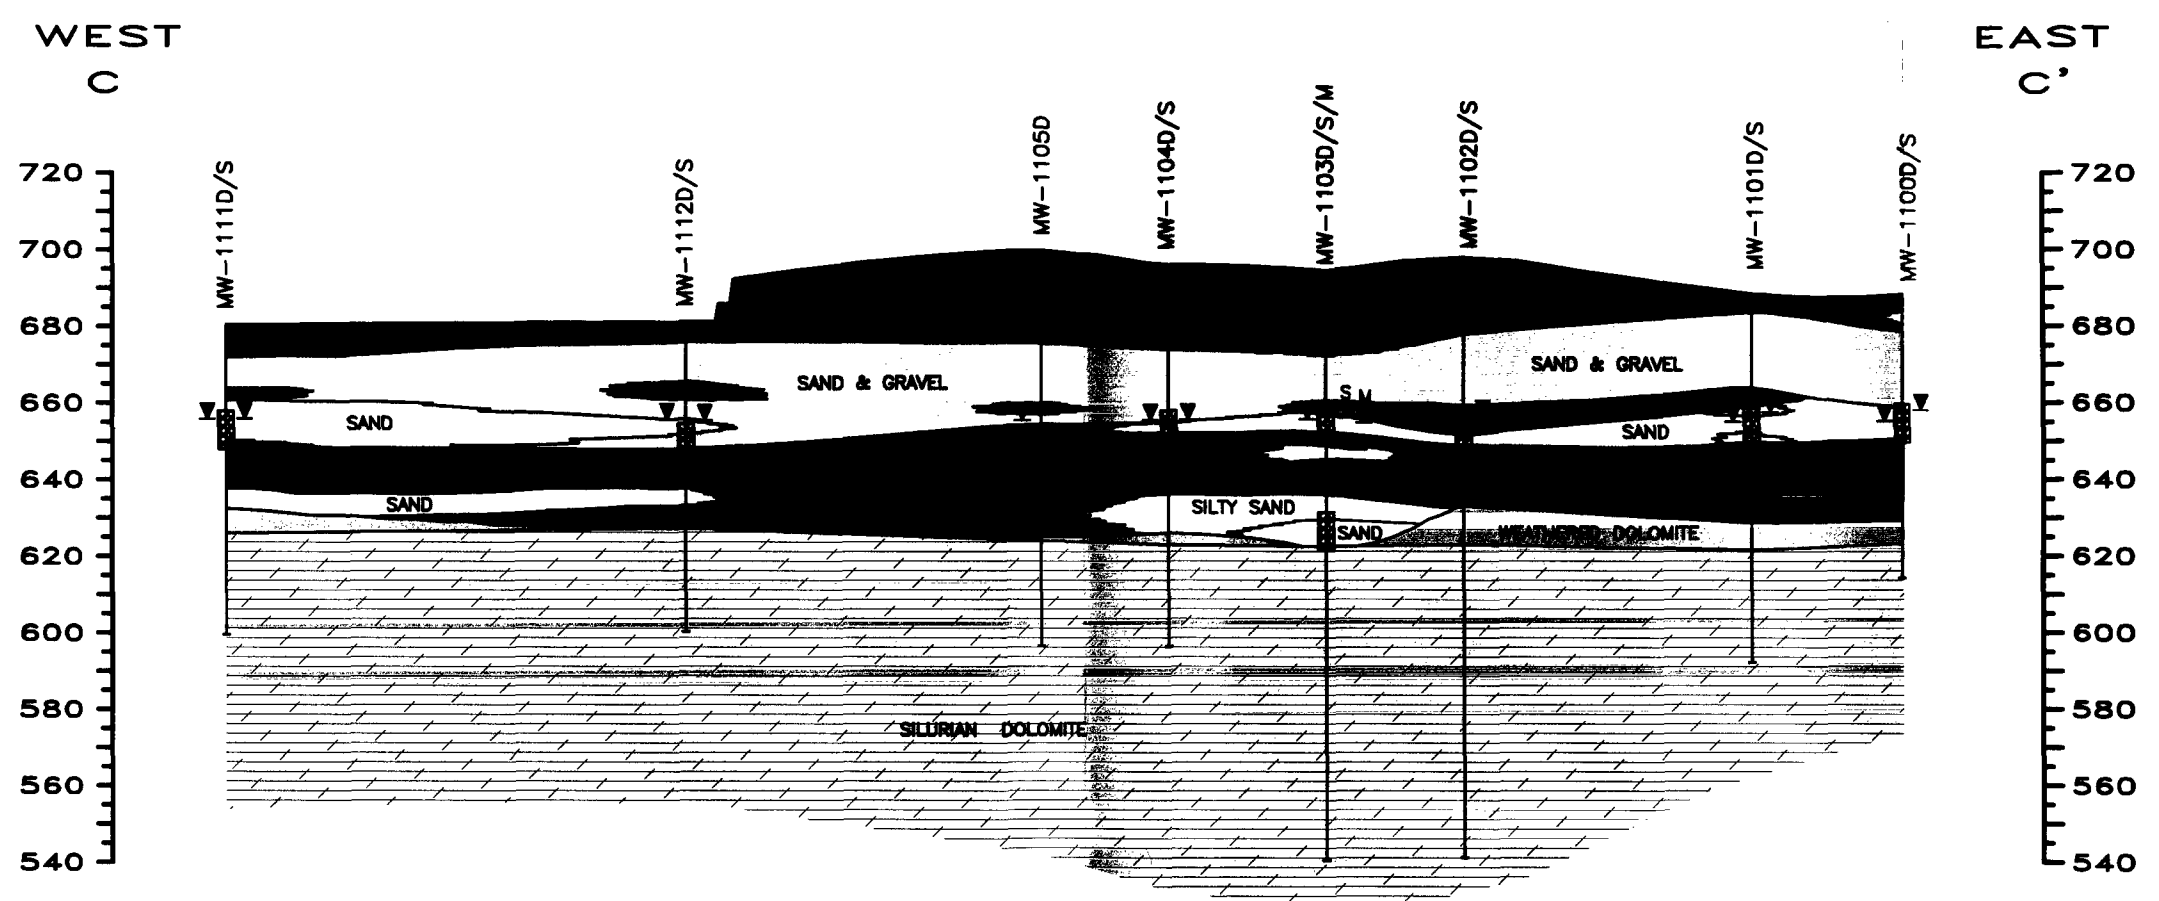 WEST
C
EAST
C'
MW-1111D/S
MW-1112D/S
MW-1105D
MW-1104D/S
MW-1103D/S/M
MW-1102D/S
MW-1101D/S
MW-1100D/S
720
700
680
660
640
620
600
580
560
540
720
700
680
660
640
620
600
580
560
540
SAND & GRAVEL
SAND & GRAVEL
S M
SAND
SAND
SAND
SILTY SAND
SAND
WEATHERED DOLOMITE
SILURIAN DOLOMITE